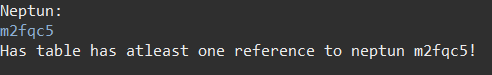 Neptun:
m2fqc5
Has table has atleast one reference to neptun m2fqc5!